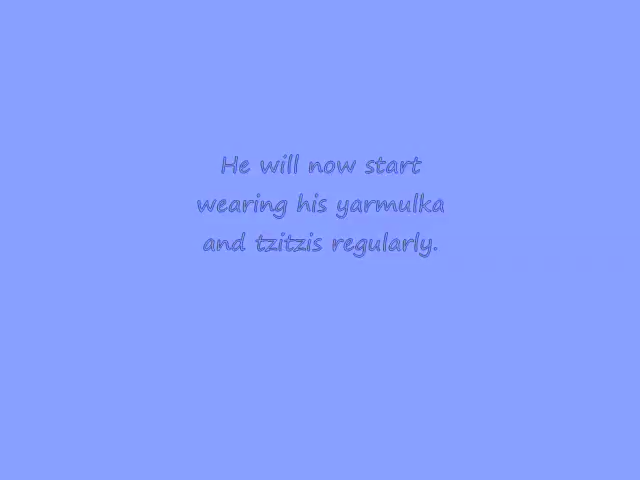 He will now start
wearing his yarmulka
and tzitzis regularly.